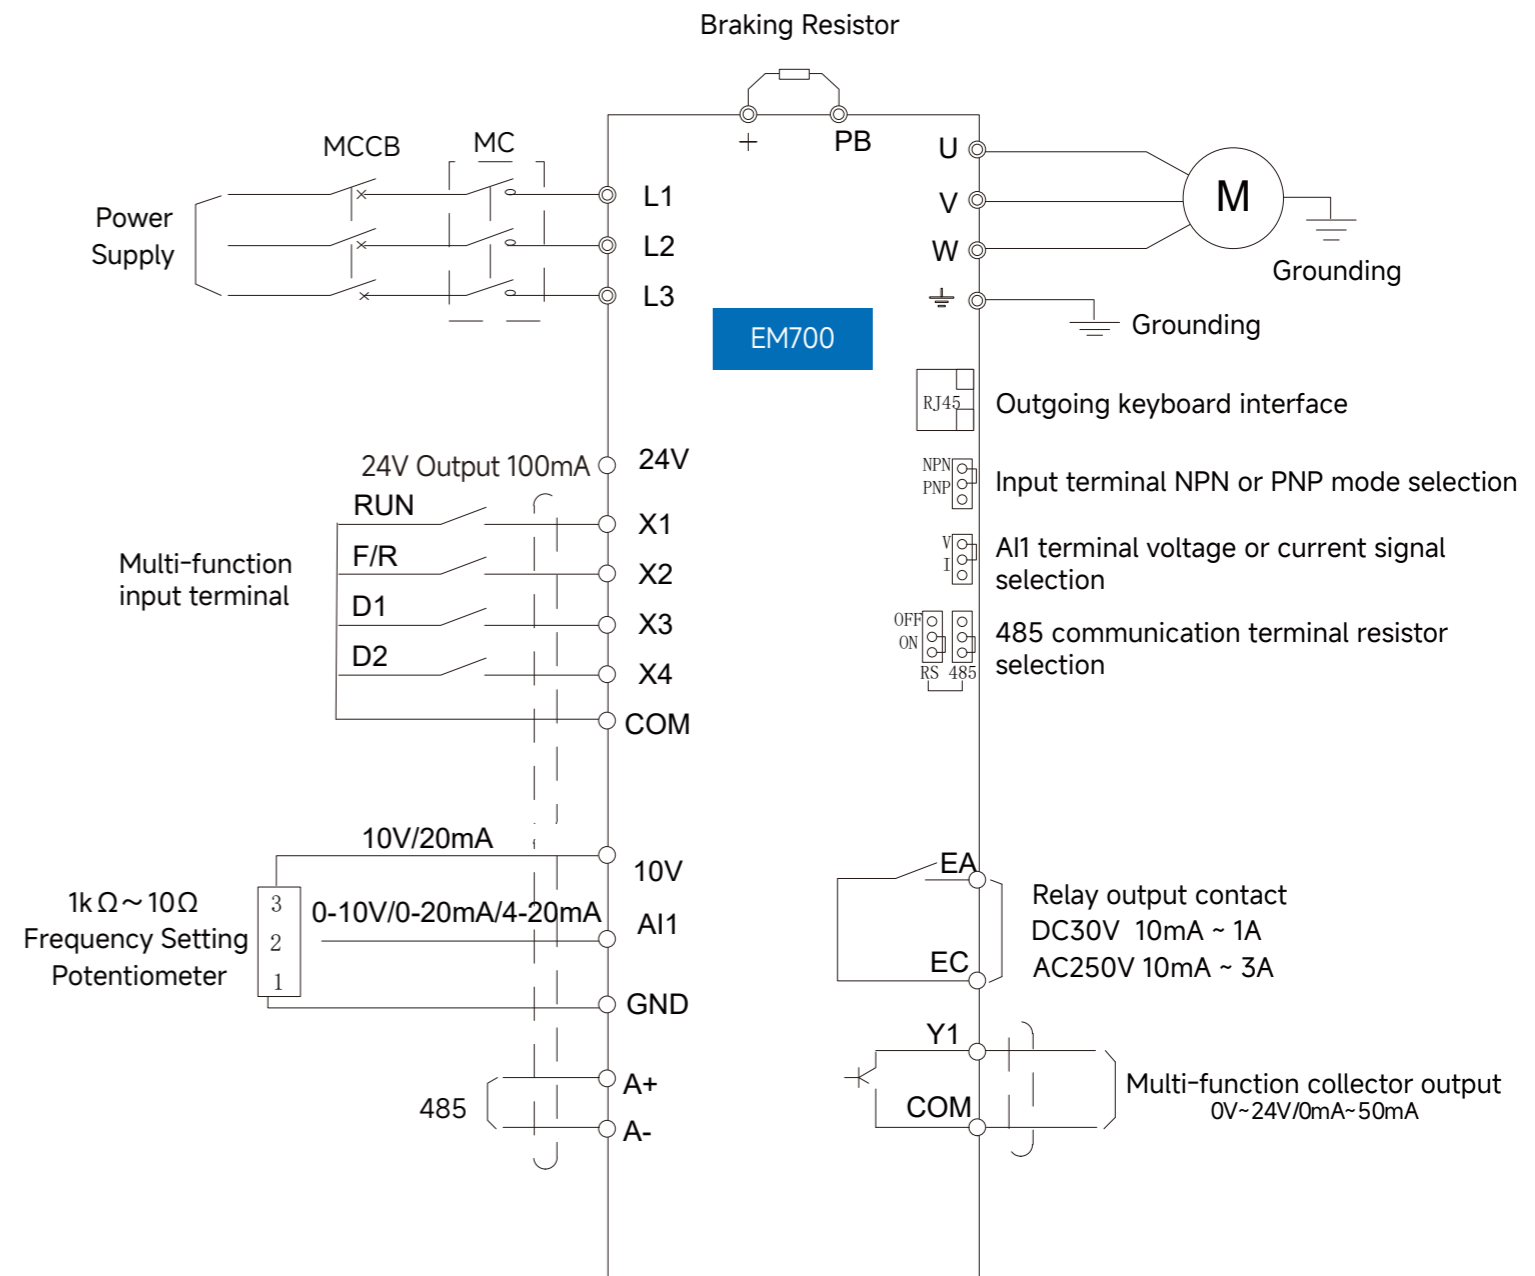 Braking Resistor
+
PB
MCCB
MC
Power
Supply
L1
L2
L3
U
V
W
M
Grounding
Grounding
EM700
RJ45
Outgoing keyboard interface
24V Output 100mA
24V
NPN
PNP
Input terminal NPN or PNP mode selection
RUN
X1
F/R
X2
D1
X3
D2
X4
COM
Multi-function
input terminal
V
I
AI1 terminal voltage or current signal
selection
OFF
ON
RS 485
485 communication terminal resistor
selection
10V/20mA
10V
1kΩ~10Ω
Frequency Setting
Potentiometer
3
2
1
0-10V/0-20mA/4-20mA
AI1
GND
EA
EC
Relay output contact
DC30V 10mA ~ 1A
AC250V 10mA ~ 3A
485
A+
A-
Y1
COM
Multi-function collector output
0V~24V/0mA~50mA